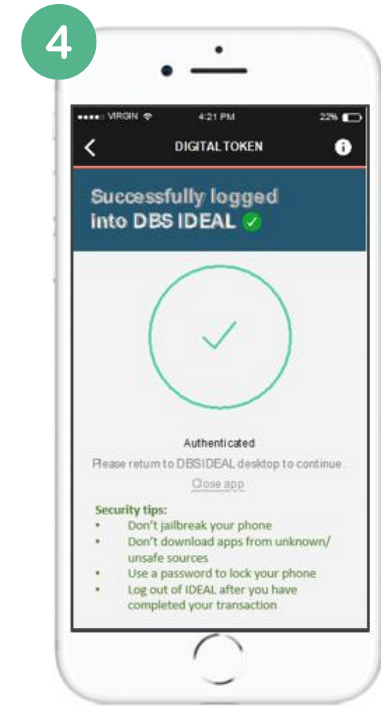 4
VIRGIN 4:21 PM 22%
DIGITAL TOKEN
Successfully logged
into DBS IDEAL
Authenticated
Please return to DBSIDEAL desktop to continue.
Close app
Security tips:
• Don't jailbreak your phone
• Don't download apps from unknown/
unsafe sources
• Use a password to lock your phone
• Log out of IDEAL after you have
completed your transaction